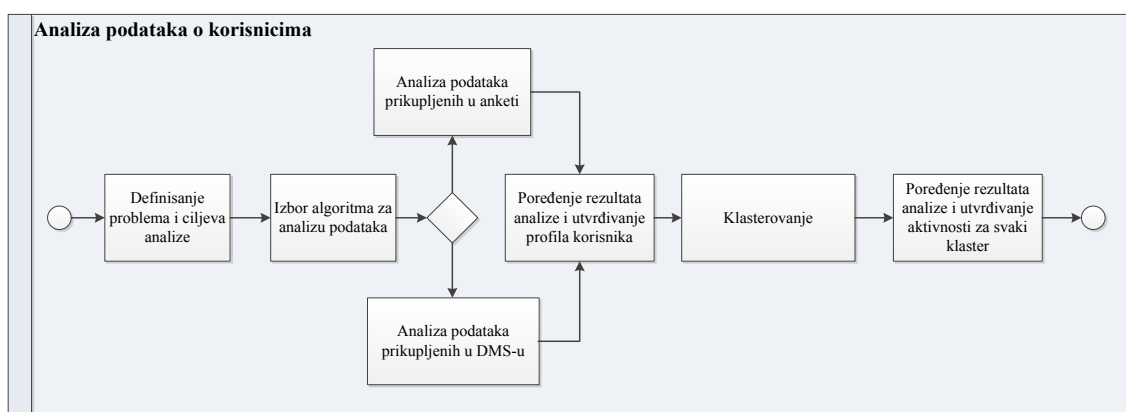 Analiza podataka o korisnicima
Analiza podataka
prikupljenih u anketi
Definisanje
problema i ciljeva
analize
Izbor algoritma za
analizu podataka
Poređenje rezultata
analize i utvrđivanje
profila korisnika
Klasterovanje
Poređenje rezultata
analize i utvrđivanje
aktivnosti za svaki
klaster
Analiza podataka
prikupljenih u DMS-u